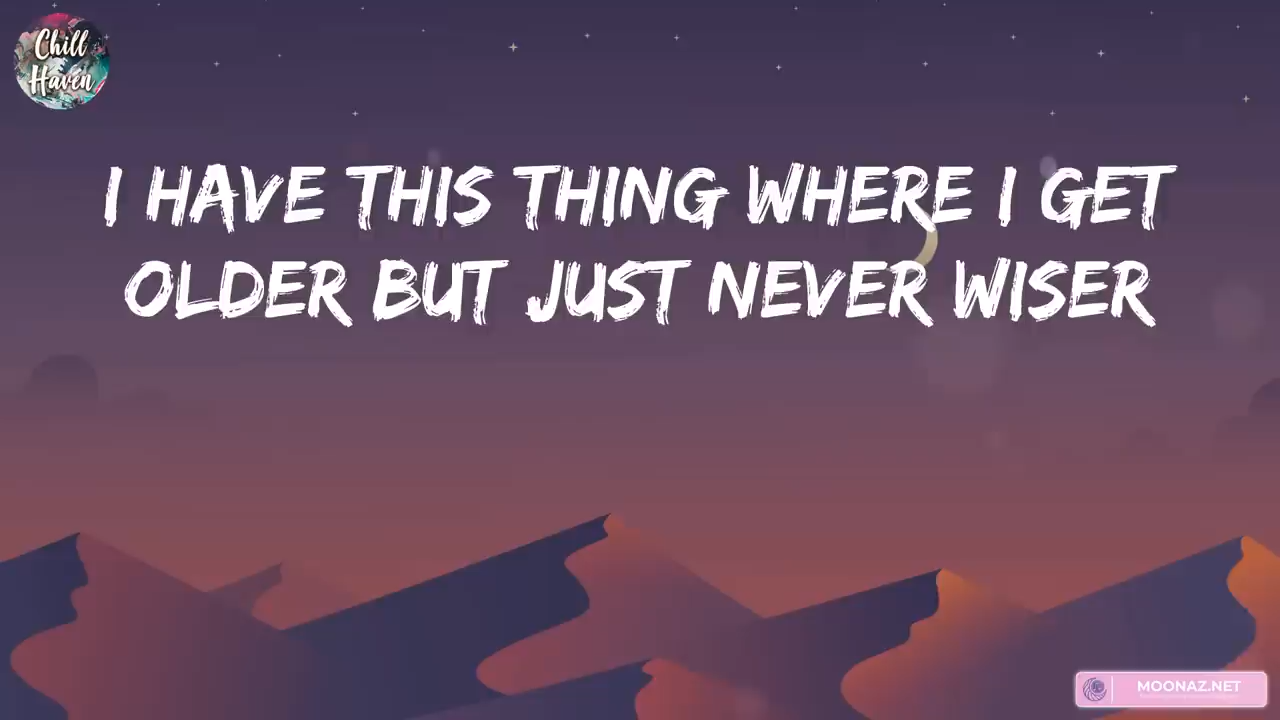 Chill
Haven
I HAVE THIS THING WHERE I GET
OLDER BUT JUST NEVER WISER
MOONAZ.NET